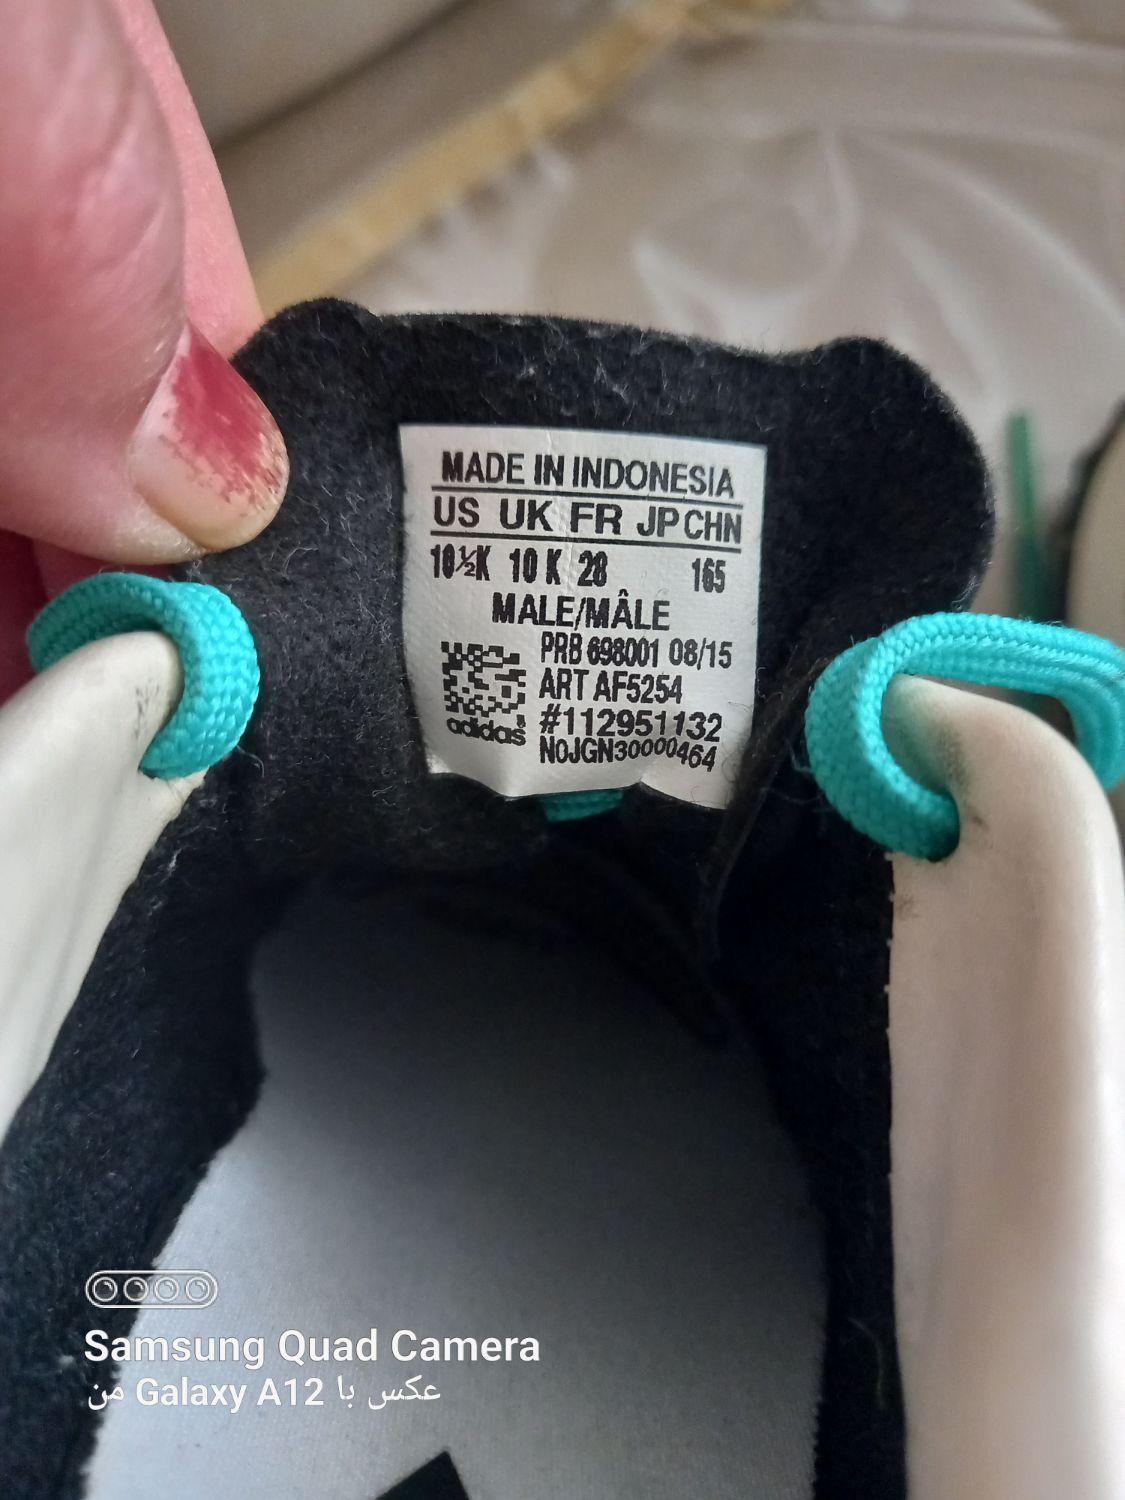 MADE IN INDONESIA
US UK FR JP CHN
10½K 10 K 28 165
MALE/MÂLE
PRB 698001 08/15
ART AF5254
#112951132
N0JGN30000464
adidas
Samsung Quad Camera
عکس با Galaxy A12 من